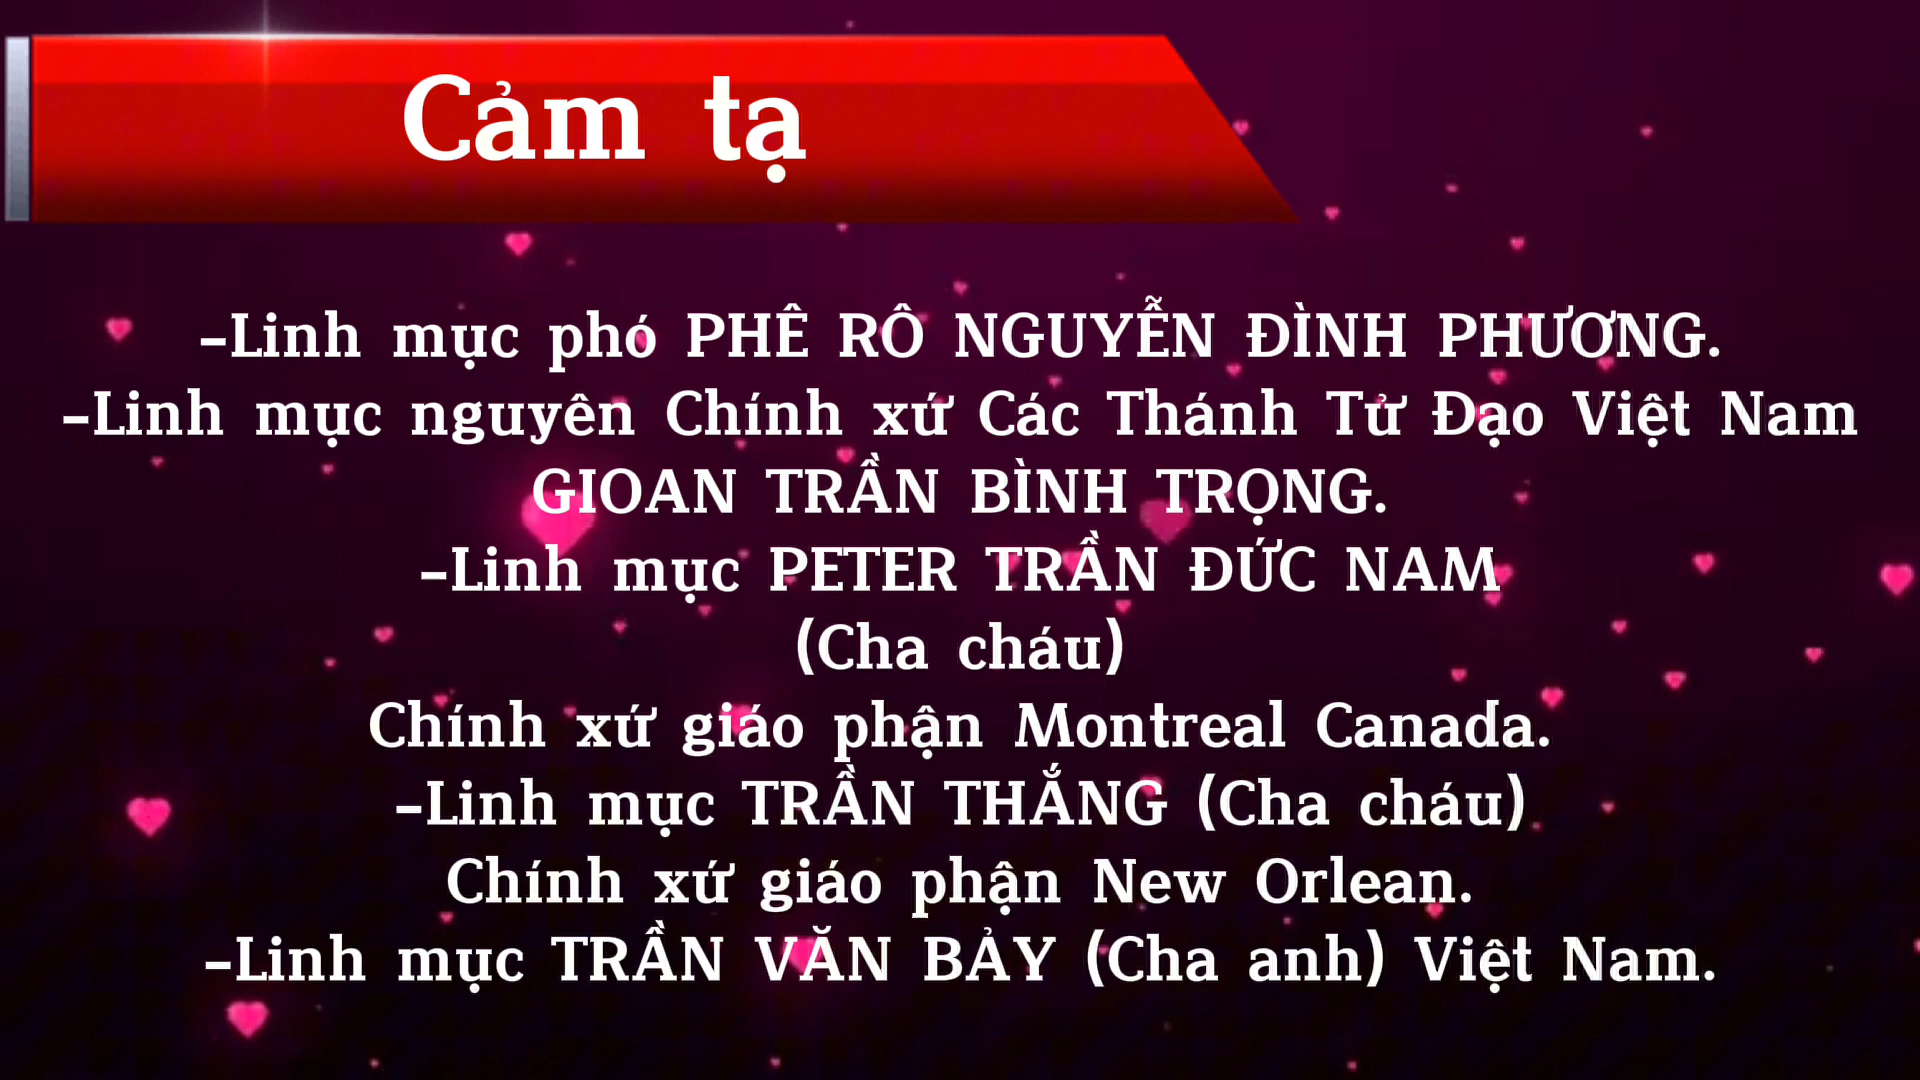 Cảm tạ
-Linh mục phó PHÊ RÔ NGUYỄN ĐÌNH PHƯƠNG.
-Linh mục nguyên Chính xứ Các Thánh Tử Đạo Việt Nam
GIOAN TRẦN BÌNH TRỌNG.
-Linh mục PETER TRẦN ĐỨC NAM
(Cha cháu)
Chính xứ giáo phận Montreal Canada.
-Linh mục TRẦN THẮNG (Cha cháu)
Chính xứ giáo phận New Orlean.
-Linh mục TRẦN VĂN BẢY (Cha anh) Việt Nam.